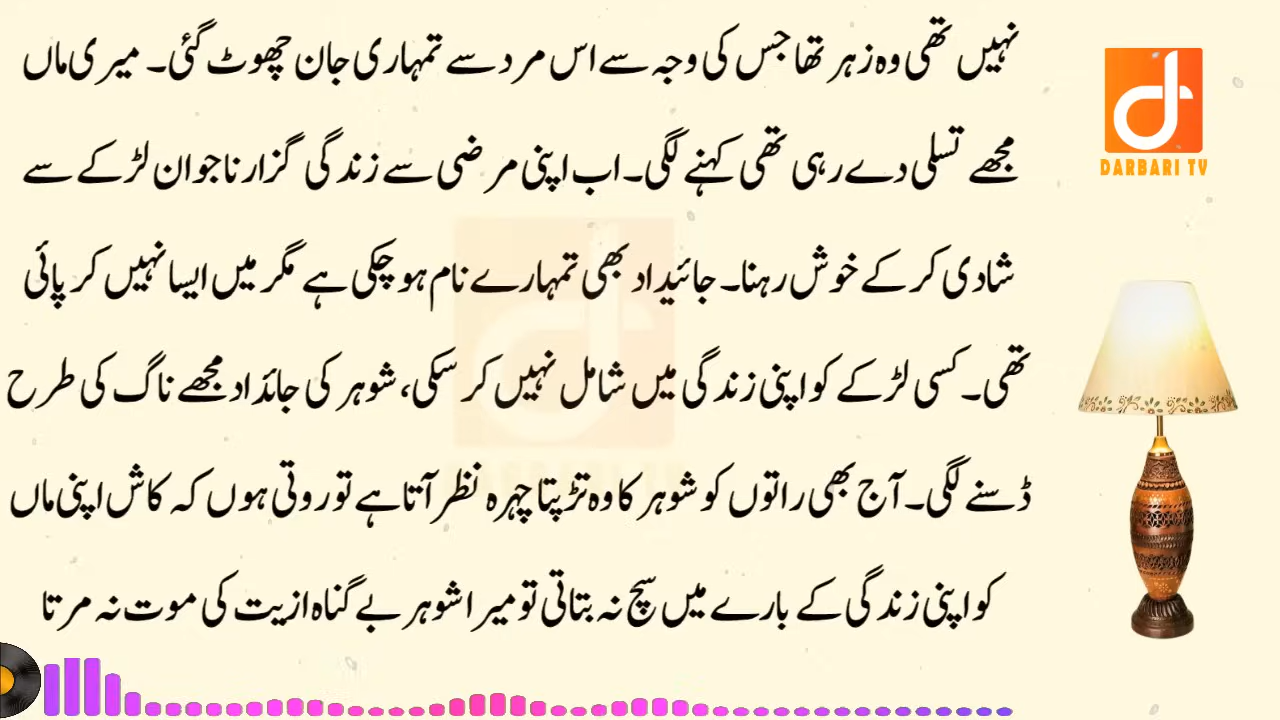 نہیں تھی وہ زہر تھا جس کی وجہ سے اس مرد سے تمہاری جان چھوٹ گئی۔ میری ماں
مجھے تسلی دے رہی تھی کہنے لگی۔ اب اپنی مرضی سے زندگی گزارنا جوان لڑکے سے
شادی کر کے خوش رہنا۔ جائیداد بھی تمہارے نام ہو چکی ہے مگر میں ایسا نہیں کر پائی
تھی۔ کسی لڑکے کو اپنی زندگی میں شامل نہیں کر سکی، شوہر کی جائداد مجھے ناگ کی طرح
ڈسنے لگی۔ آج بھی راتوں کو شوہر کا وہ تڑپتا چہرہ نظر آتا ہے تو روتی ہوں کہ کاش اپنی ماں
کو اپنی زندگی کے بارے میں سچ نہ بتاتی تو میرا شوہر بے گناہ ازیت کی موت نہ مرتا
DARBARI TV